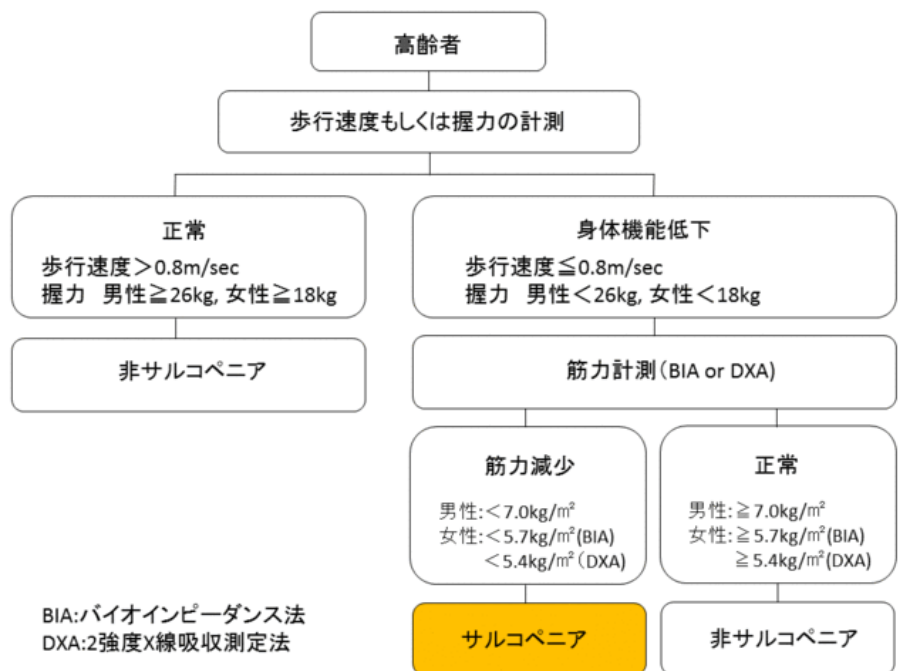 高齢者
歩行速度もしくは握力の計測
正常
歩行速度＞0.8m/sec
握力　男性≧26kg, 女性≧18kg
身体機能低下
歩行速度≦0.8m/sec
握力　男性＜26kg, 女性＜18kg
非サルコペニア
筋力計測（BIA or DXA)
筋力減少
男性:＜7.0kg/㎡
女性:＜5.7kg/㎡(BIA)
＜5.4kg/㎡（DXA)
正常
男性:≧7.0kg/㎡
女性:≧5.7kg/㎡(BIA)
≧5.4kg/㎡(DXA)
サルコペニア
非サルコペニア
BIA:バイオインピーダンス法
DXA:2強度X線吸収測定法